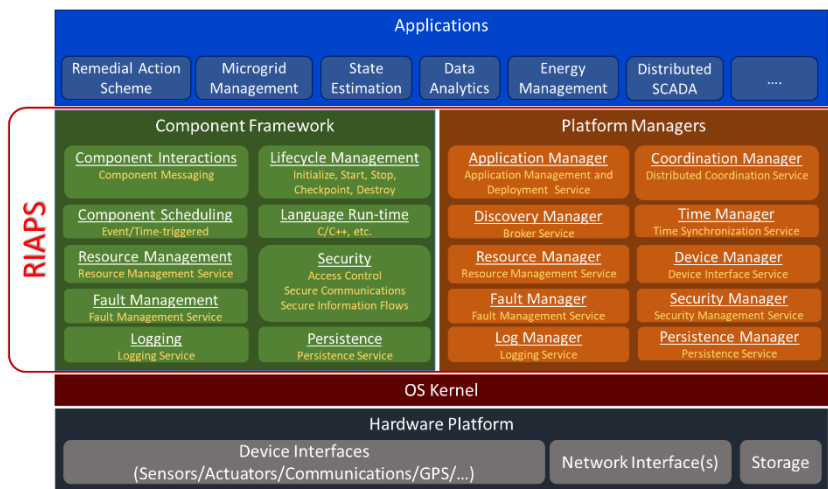 Applications
Remedial Action
Scheme
Microgrid
Management
State
Estimation
Data
Analytics
Energy
Management
Distributed
SCADA
....
RIAPS
Component Framework
Component Interactions
Component Messaging
Lifecycle Management
Initialize, Start, Stop,
Checkpoint, Destroy
Component Scheduling
Event/Time-triggered
Language Run-time
C/C++, etc.
Resource Management
Resource Management Service
Security
Access Control
Secure Communications
Secure Information Flows
Fault Management
Fault Management Service
Logging
Logging Service
Persistence
Persistence Service
Platform Managers
Application Manager
Application Management and
Deployment Service
Coordination Manager
Distributed Coordination Service
Discovery Manager
Broker Service
Time Manager
Time Synchronization Service
Resource Manager
Resource Management Service
Device Manager
Device Interface Service
Fault Manager
Fault Management Service
Security Manager
Security Management Service
Log Manager
Logging Service
Persistence Manager
Persistence Service
OS Kernel
Hardware Platform
Device Interfaces
(Sensors/Actuators/Communications/GPS/...)
Network Interface(s)
Storage